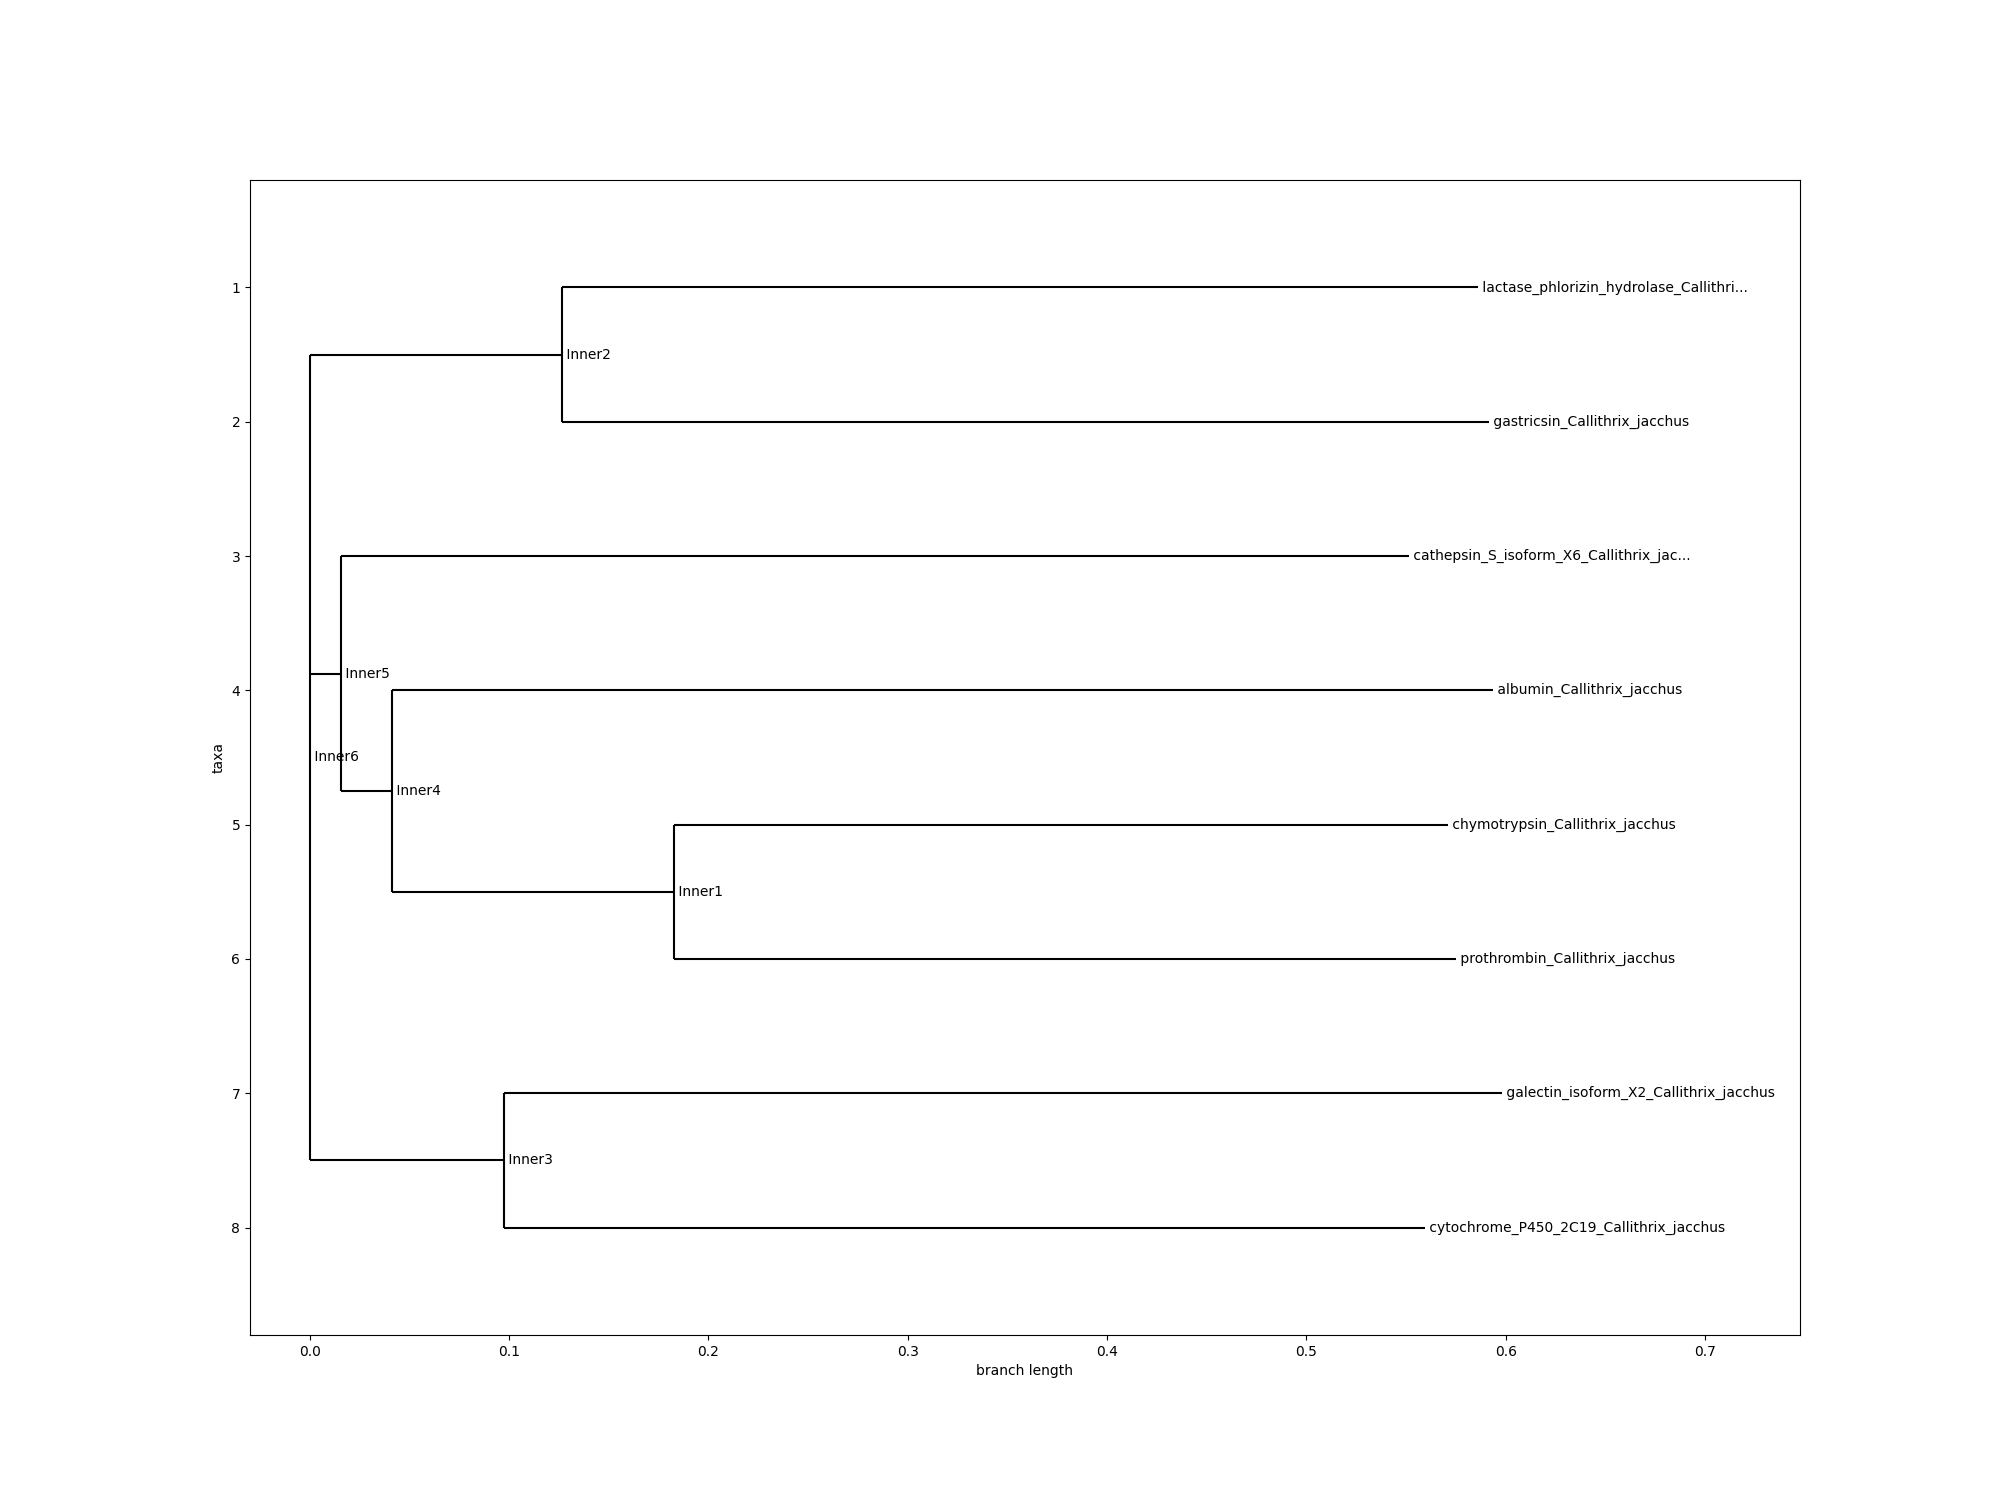 1
lactase_phlorizin_hydrolase_Callithri...
Inner2
2
gastricsin_Callithrix_jacchus
3
cathepsin_S_isoform_X6_Callithrix_jac...
Inner5
4
albumin_Callithrix_jacchus
Inner6
taxa
Inner4
5
chymotrypsin_Callithrix_jacchus
Inner1
6
prothrombin_Callithrix_jacchus
7
galectin_isoform_X2_Callithrix_jacchus
Inner3
8
cytochrome_P450_2C19_Callithrix_jacchus
0.0 0.1 0.2 0.3 0.4 0.5 0.6 0.7
branch length